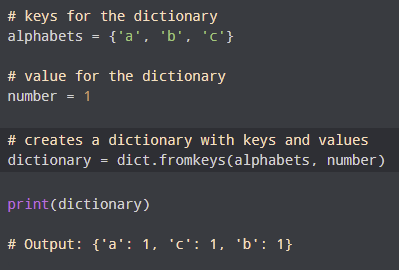 # keys for the dictionary
alphabets = {'a', 'b', 'c'}
# value for the dictionary
number = 1
# creates a dictionary with keys and values
dictionary = dict.fromkeys(alphabets, number)
print(dictionary)
# Output: {'a': 1, 'c': 1, 'b': 1}